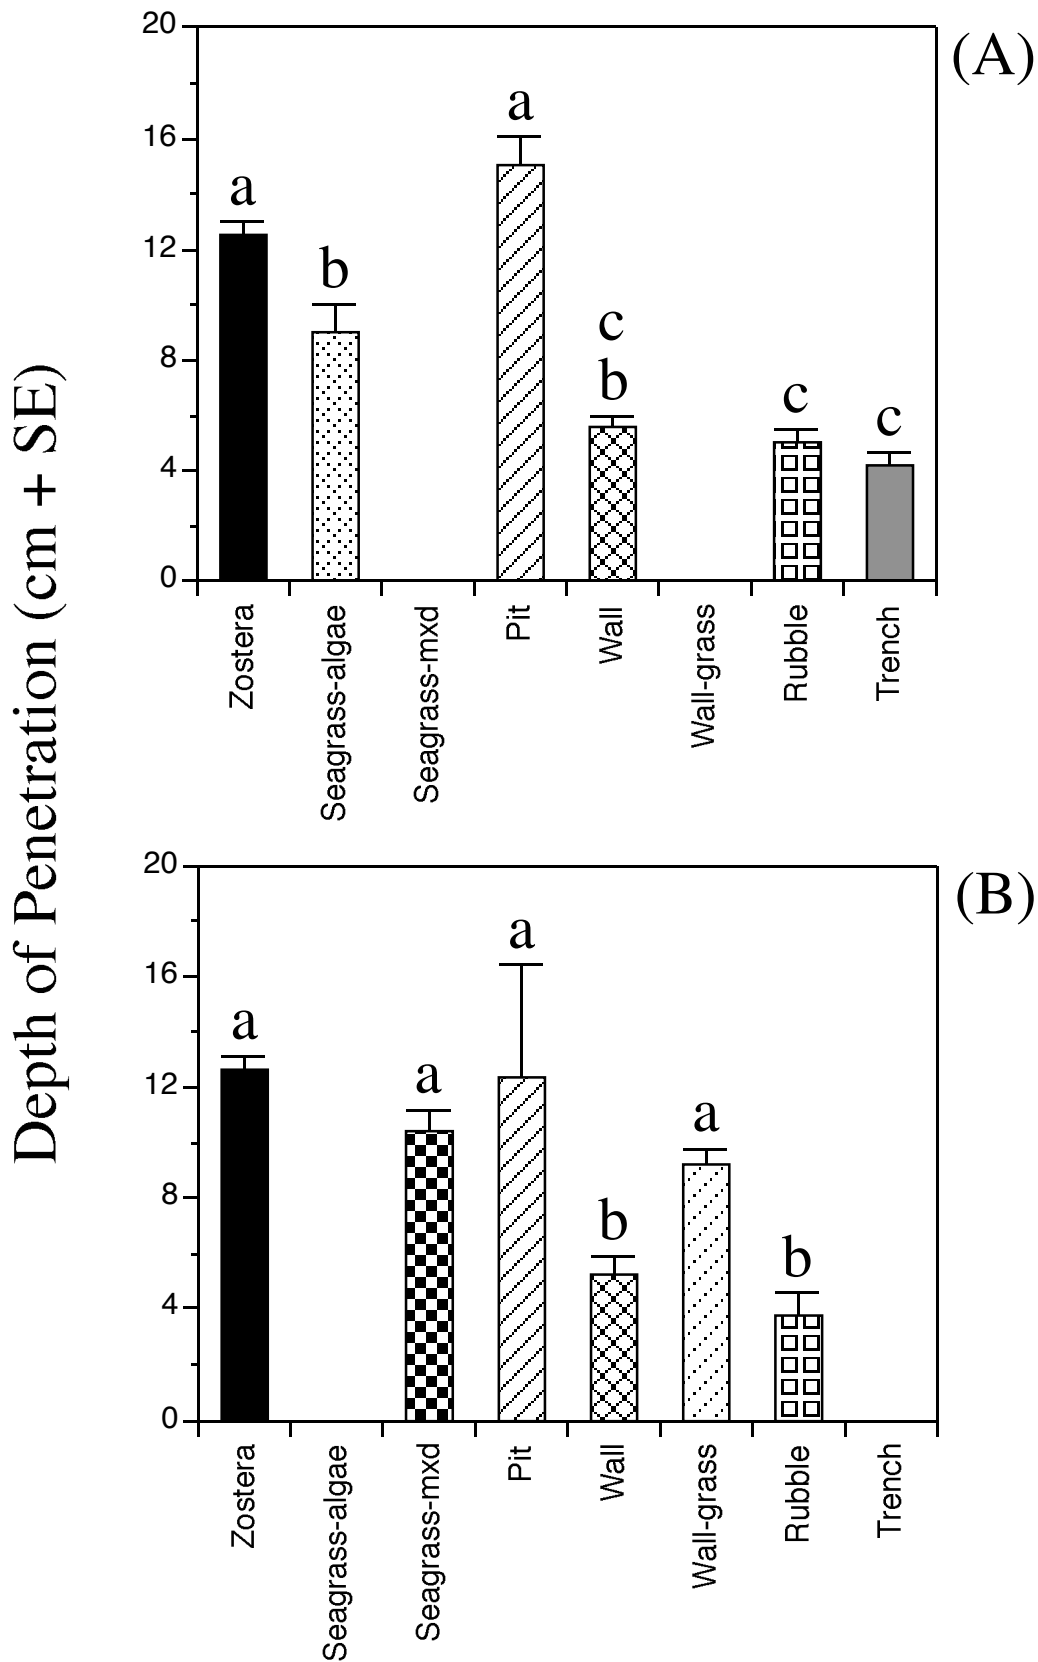 Depth of Penetration (cm + SE)
(A)
20
16
12
8
4
0
a
b
a
c
b
c
c
Zostera
Seagrass-algae
Seagrass-mxd
Pit
Wall
Wall-grass
Rubble
Trench
(B)
20
16
12
8
4
0
a
a
a
b
a
b
Zostera
Seagrass-algae
Seagrass-mxd
Pit
Wall
Wall-grass
Rubble
Trench